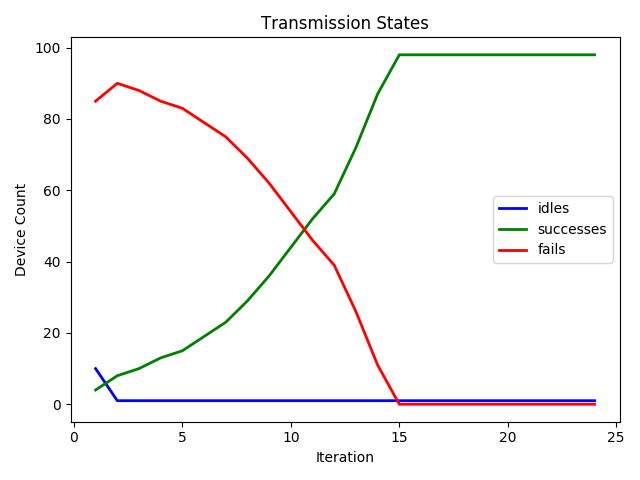 Transmission States
100
80
60
40
20
0
Device Count
idles
successes
fails
0
5
10
15
20
25
Iteration